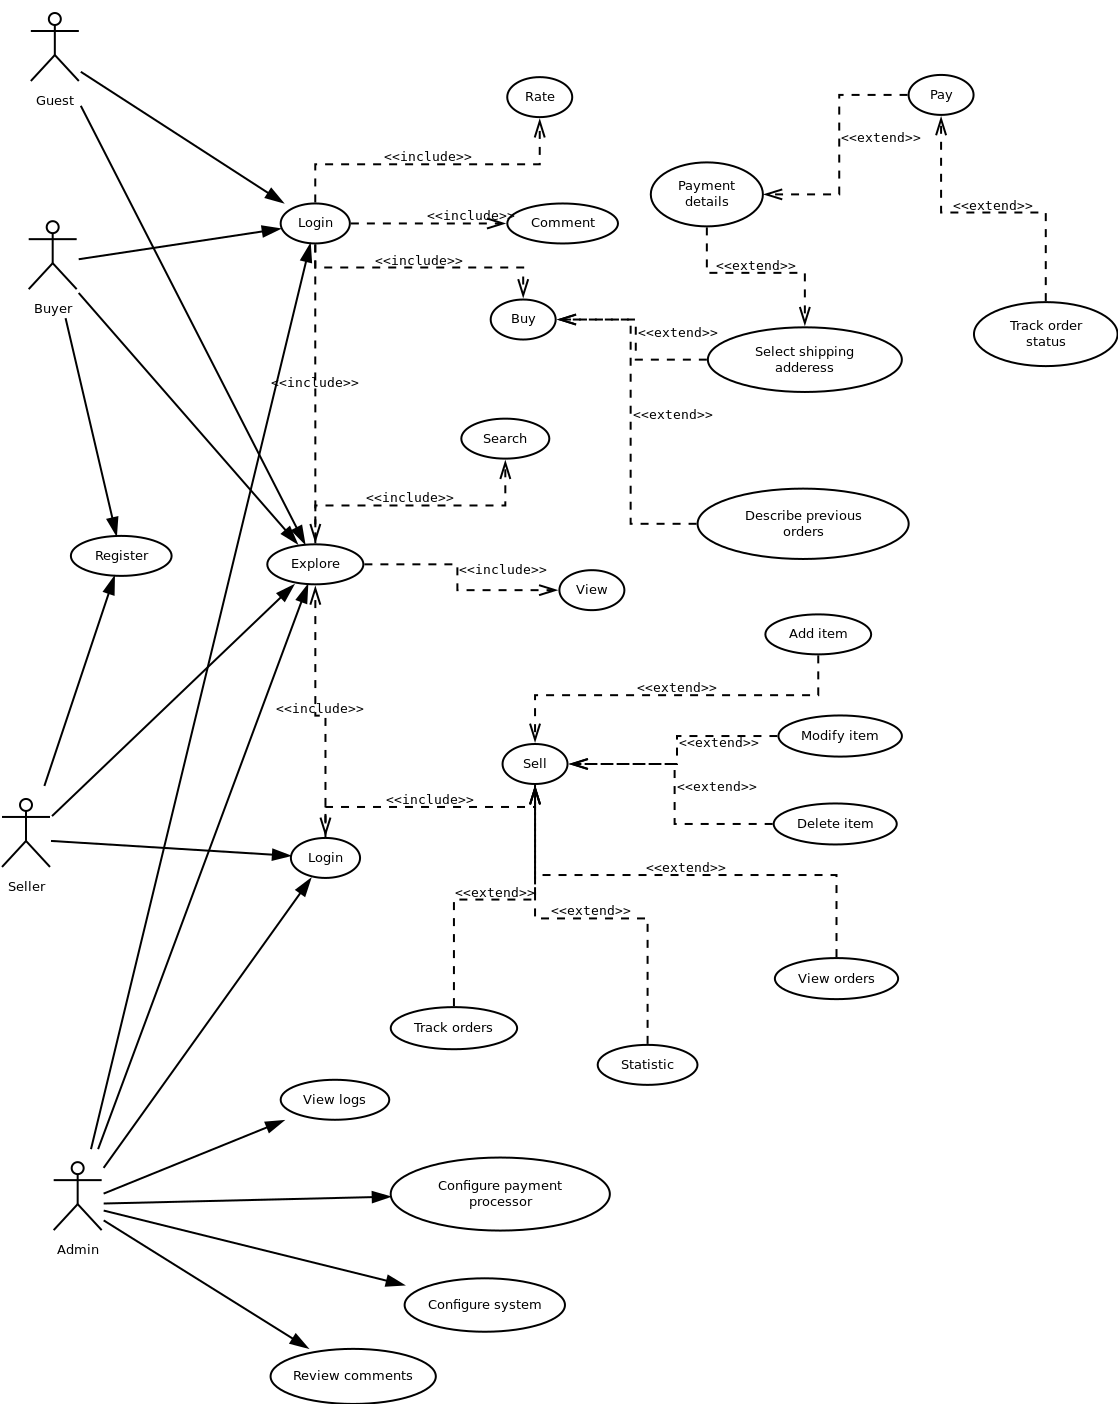 Guest
Rate
Pay
<<extend>>
<<include>>
Payment
details
<<extend>>
Login
<<include>>
Comment
<<include>>
<<extend>>
Buyer
Buy
Track order
status
<<extend>>
Select shipping
adderess
<<include>>
<<extend>>
Search
<<include>>
Describe previous
orders
Register
Explore
<<include>>
View
Add item
<<extend>>
<<include>>
Modify item
<<extend>>
Sell
<<extend>>
<<include>>
Delete item
Login
Seller
<<extend>>
<<extend>>
<<extend>>
View orders
Track orders
Statistic
View logs
Configure payment
processor
Admin
Configure system
Review comments